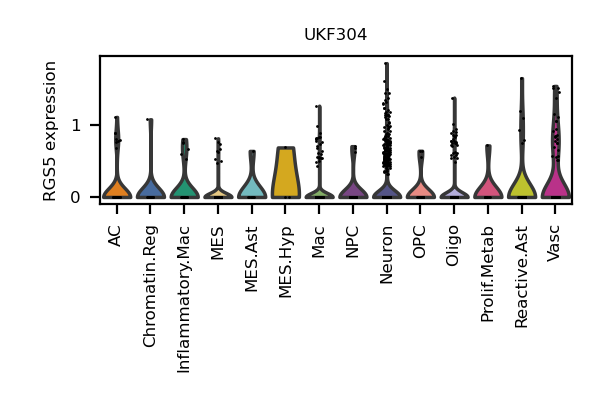 UKF304
RGS5 expression
1
0
AC
Chromatin.Reg
Inflammatory.Mac
MES
MES.Ast
MES.Hyp
Mac
NPC
Neuron
OPC
Oligo
Prolif.Metab
Reactive.Ast
Vasc